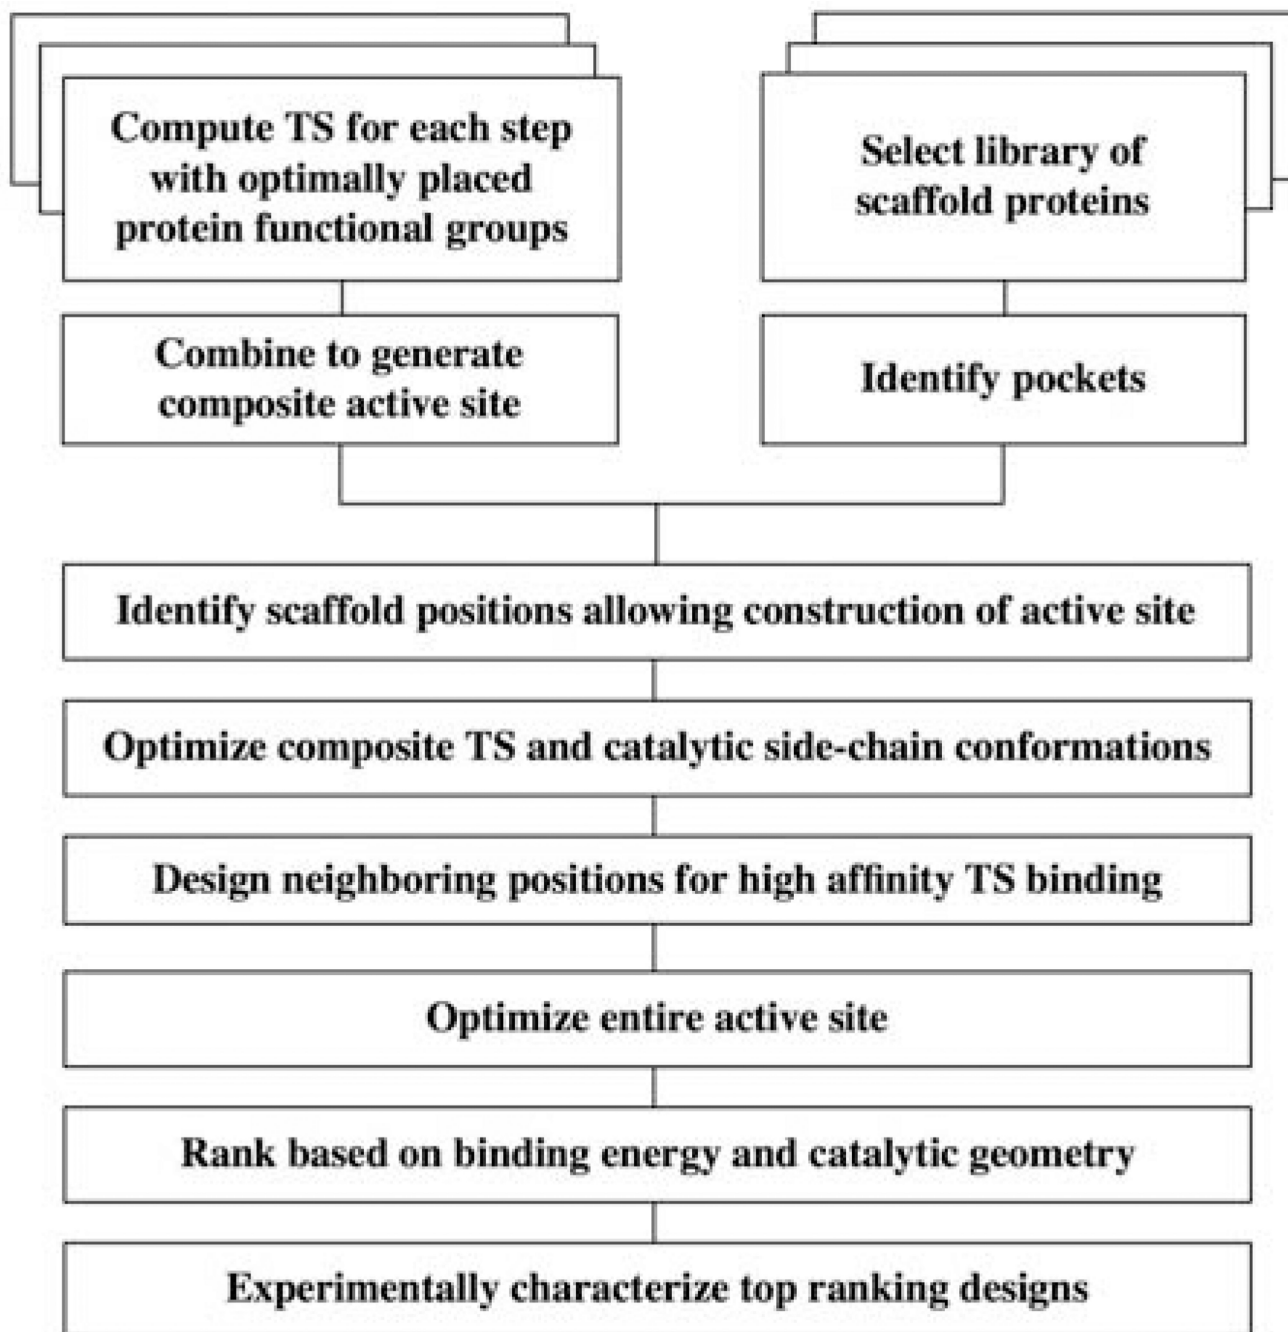 Compute TS for each step
with optimally placed
protein functional groups
Select library of
scaffold proteins
Combine to generate
composite active site
Identify pockets
Identify scaffold positions allowing construction of active site
Optimize composite TS and catalytic side-chain conformations
Design neighboring positions for high affinity TS binding
Optimize entire active site
Rank based on binding energy and catalytic geometry
Experimentally characterize top ranking designs